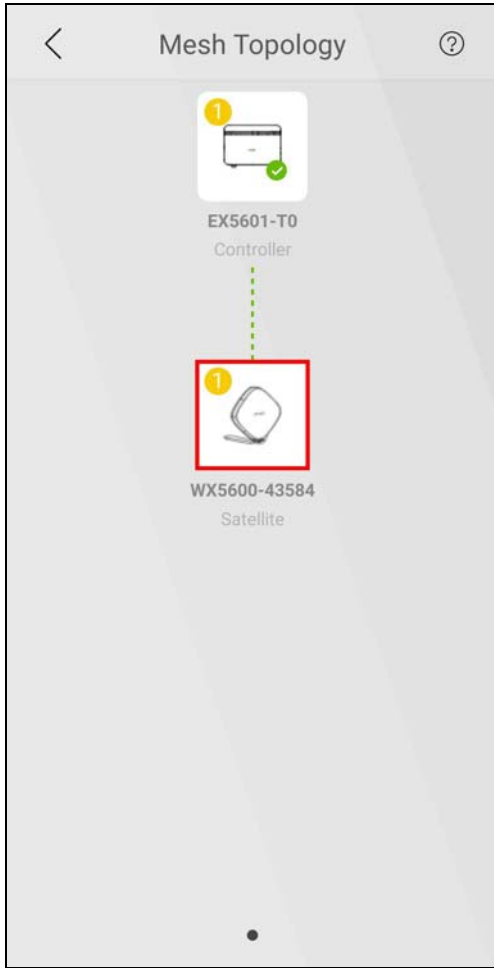 Mesh Topology
?
1
EX5601-T0
Controller
1
WX5600-43584
Satellite